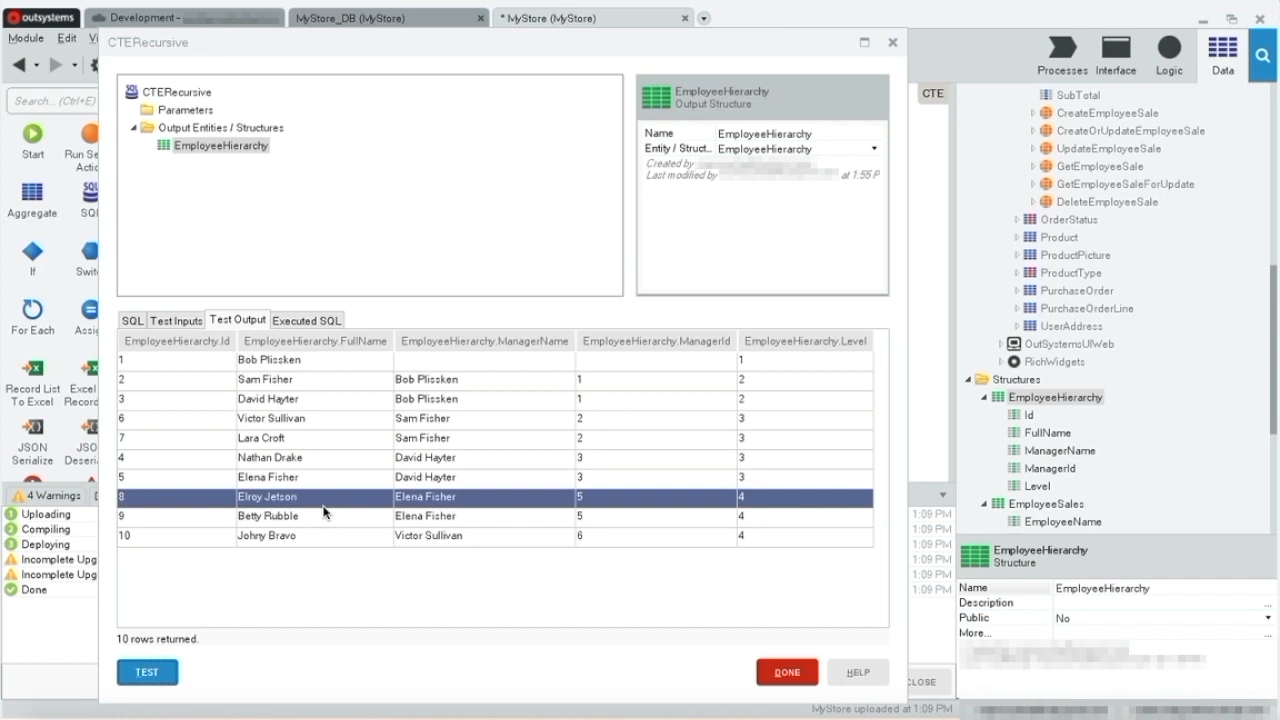 outsystems
Development -
MyStore_DB (MyStore)
* MyStore (MyStore)
Module
Edit
CTERecursive
Processes
Interface
Logic
Data
Search... (Ctrl+E)
CTE
Start
Aggregate
SQL
If
For Each
Record List
To Excel
Excel
JSON
Serialize
JSON
CTERecursive
Parameters
Output Entities / Structures
EmployeeHierarchy
EmployeeHierarchy
Output Structure
Name EmployeeHierarchy
Entity / Struct... EmployeeHierarchy
Created by
Last modified by at 1:55 P
SQL
Test Inputs
Test Output
Executed SQL
EmployeeHierarchy.Id EmployeeHierarchy.FullName EmployeeHierarchy.ManagerName EmployeeHierarchy.ManagerId EmployeeHierarchy.Level
1 Bob Plissken 1
2 Sam Fisher Bob Plissken 1 2
3 David Hayter Bob Plissken 1 2
6 Victor Sullivan Sam Fisher 2 3
7 Lara Croft Sam Fisher 2 3
4 Nathan Drake David Hayter 3 3
5 Elena Fisher David Hayter 3 3
8 Elroy Jetson Elena Fisher 5 4
9 Betty Rubble Elena Fisher 5 4
10 Johny Bravo Victor Sullivan 6 4
10 rows returned.
TEST
DONE
HELP
SubTotal
CreateEmployeeSale
CreateOrUpdateEmployeeSale
UpdateEmployeeSale
GetEmployeeSale
GetEmployeeSaleForUpdate
DeleteEmployeeSale
OrderStatus
Product
ProductPicture
ProductType
PurchaseOrder
PurchaseOrderLine
UserAddress
OutSystemsUIWeb
RichWidgets
Structures
EmployeeHierarchy
Id
FullName
ManagerName
ManagerId
Level
EmployeeSales
EmployeeName
EmployeeHierarchy
Structure
Name EmployeeHierarchy
Description ...
Public No
More... ...
4 Warnings
1 Uploading 1:09 PM
2 Compiling 1:09 PM
3 Deploying 1:09 PM
Incomplete Upg 1:09 PM
Incomplete Upg 1:09 PM
Done 1:09 PM
CLOSE
MyStore uploaded at 1:09 PM